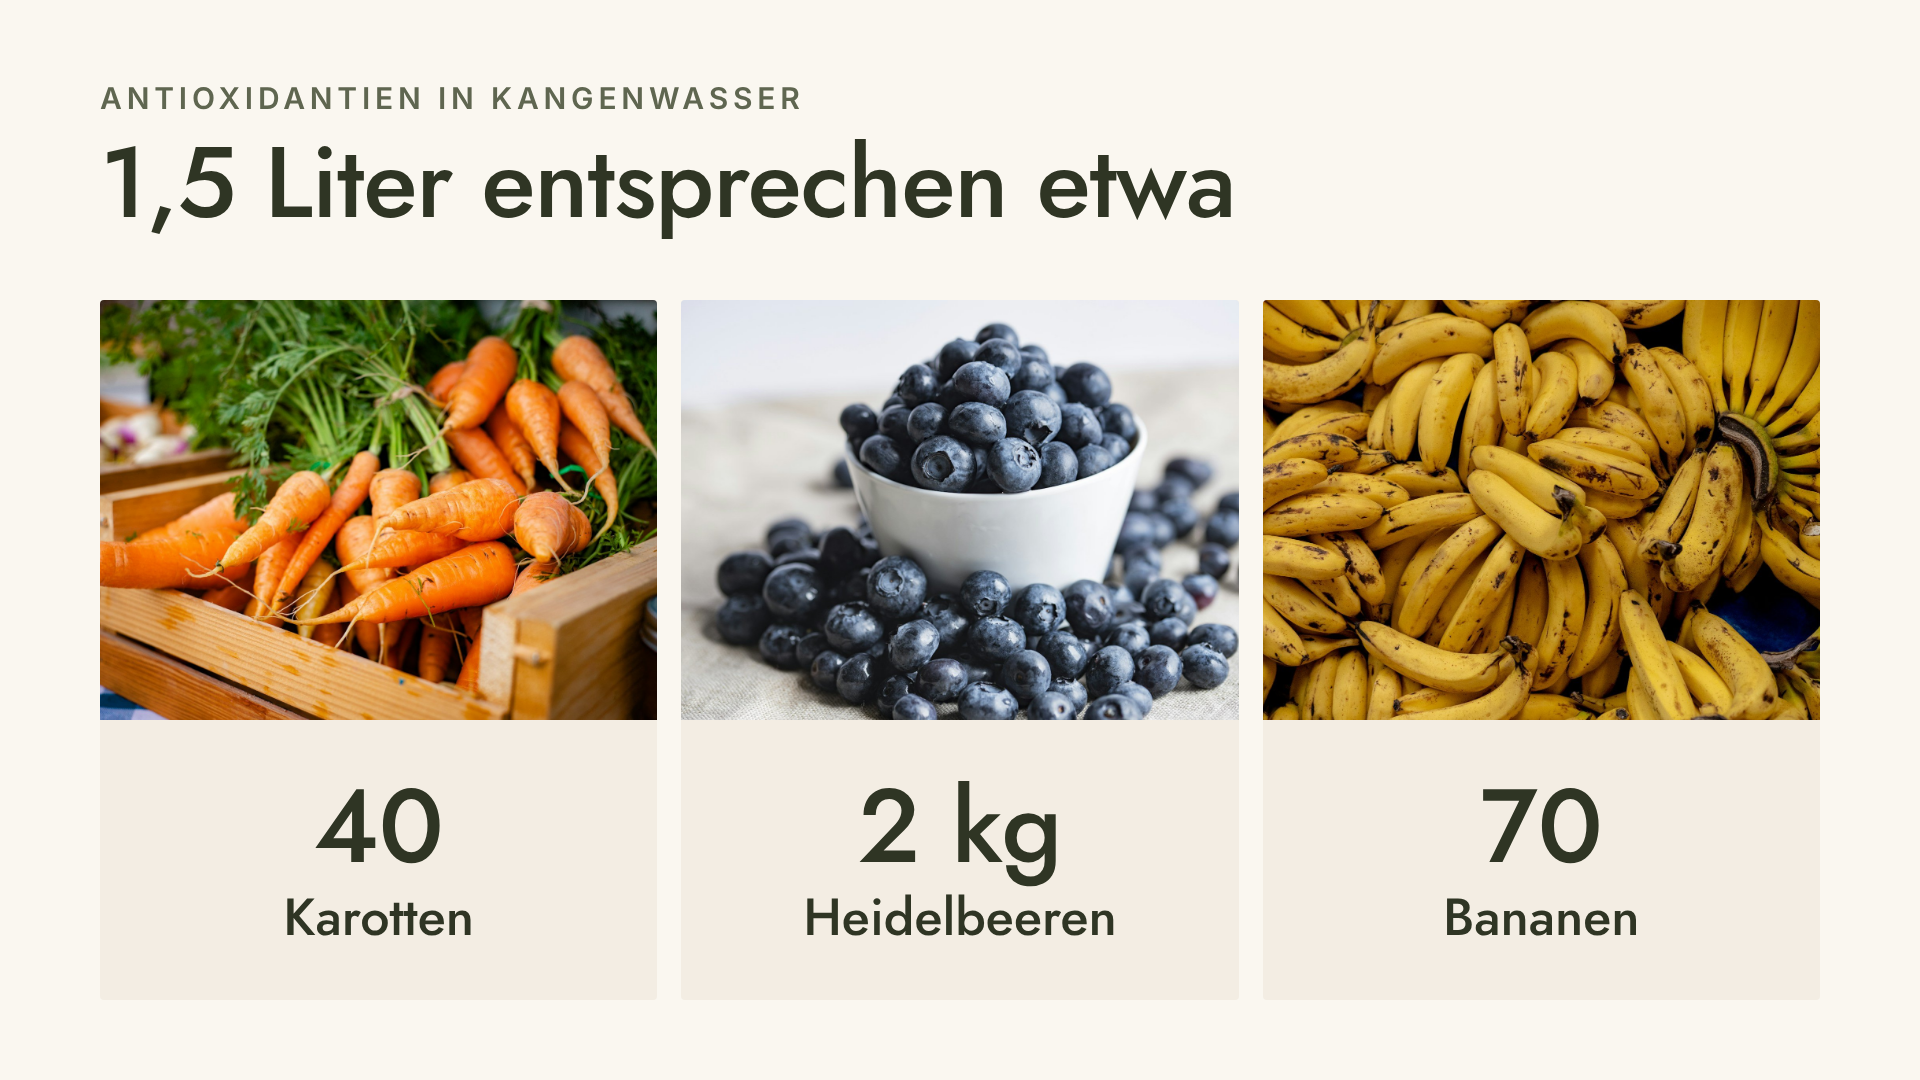 ANTIOXIDANTIEN IN KANGENWASSER
1,5 Liter entsprechen etwa
40
Karotten
2 kg
Heidelbeeren
70
Bananen